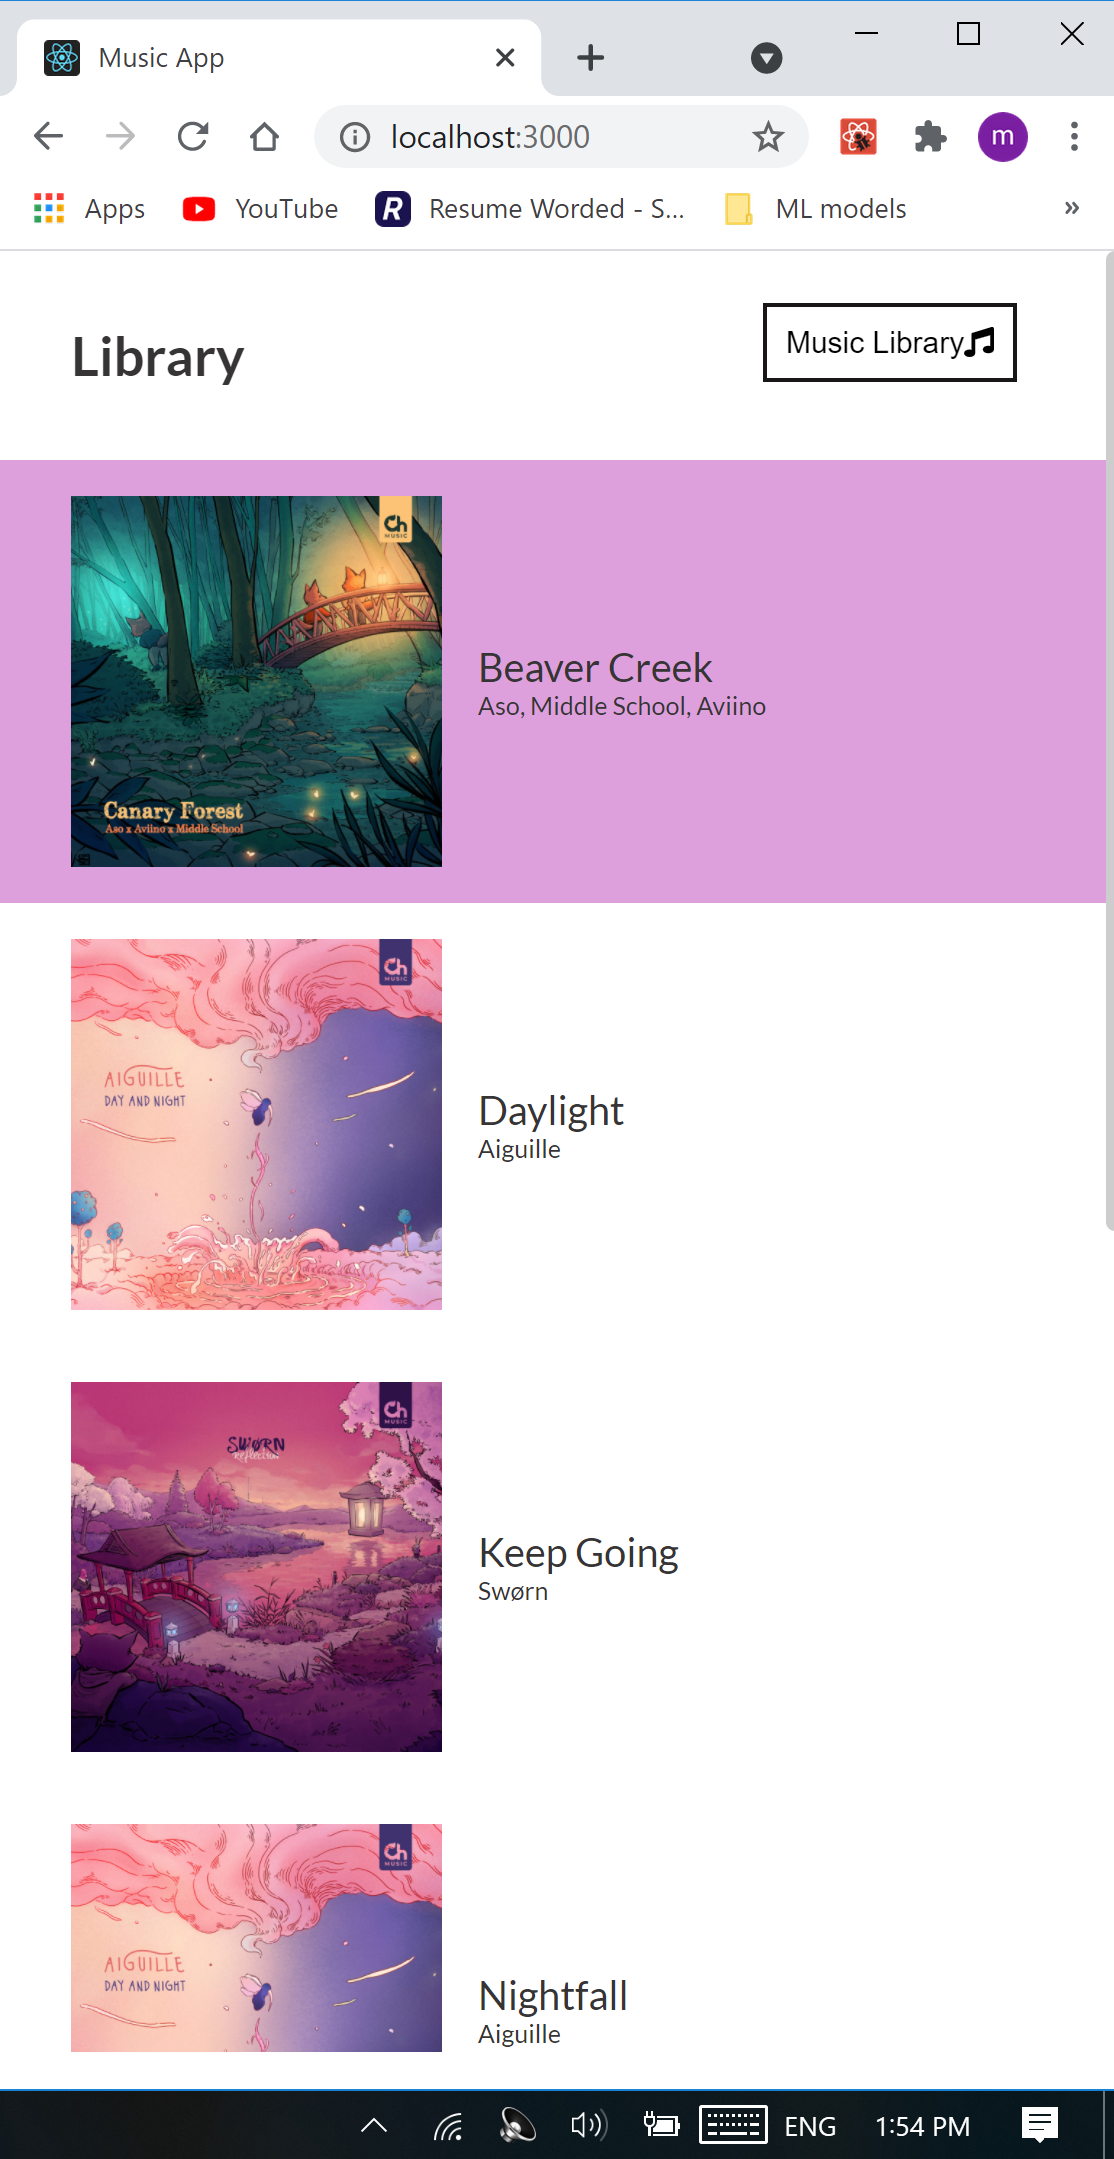 Music App
localhost:3000
m
Apps
YouTube
R
Resume Worded - S...
ML models
»
Library
Music Library
Ch
MUSIC
Canary Forest
Aso x Aviino x Middle School
Beaver Creek
Aso, Middle School, Aviino
Ch
MUSIC
AIGUILLE
DAY AND NIGHT
Daylight
Aiguille
Ch
MUSIC
SWØRN
Reflection
Keep Going
Swørn
Ch
MUSIC
AIGUILLE
DAY AND NIGHT
Nightfall
Aiguille
ENG
1:54 PM